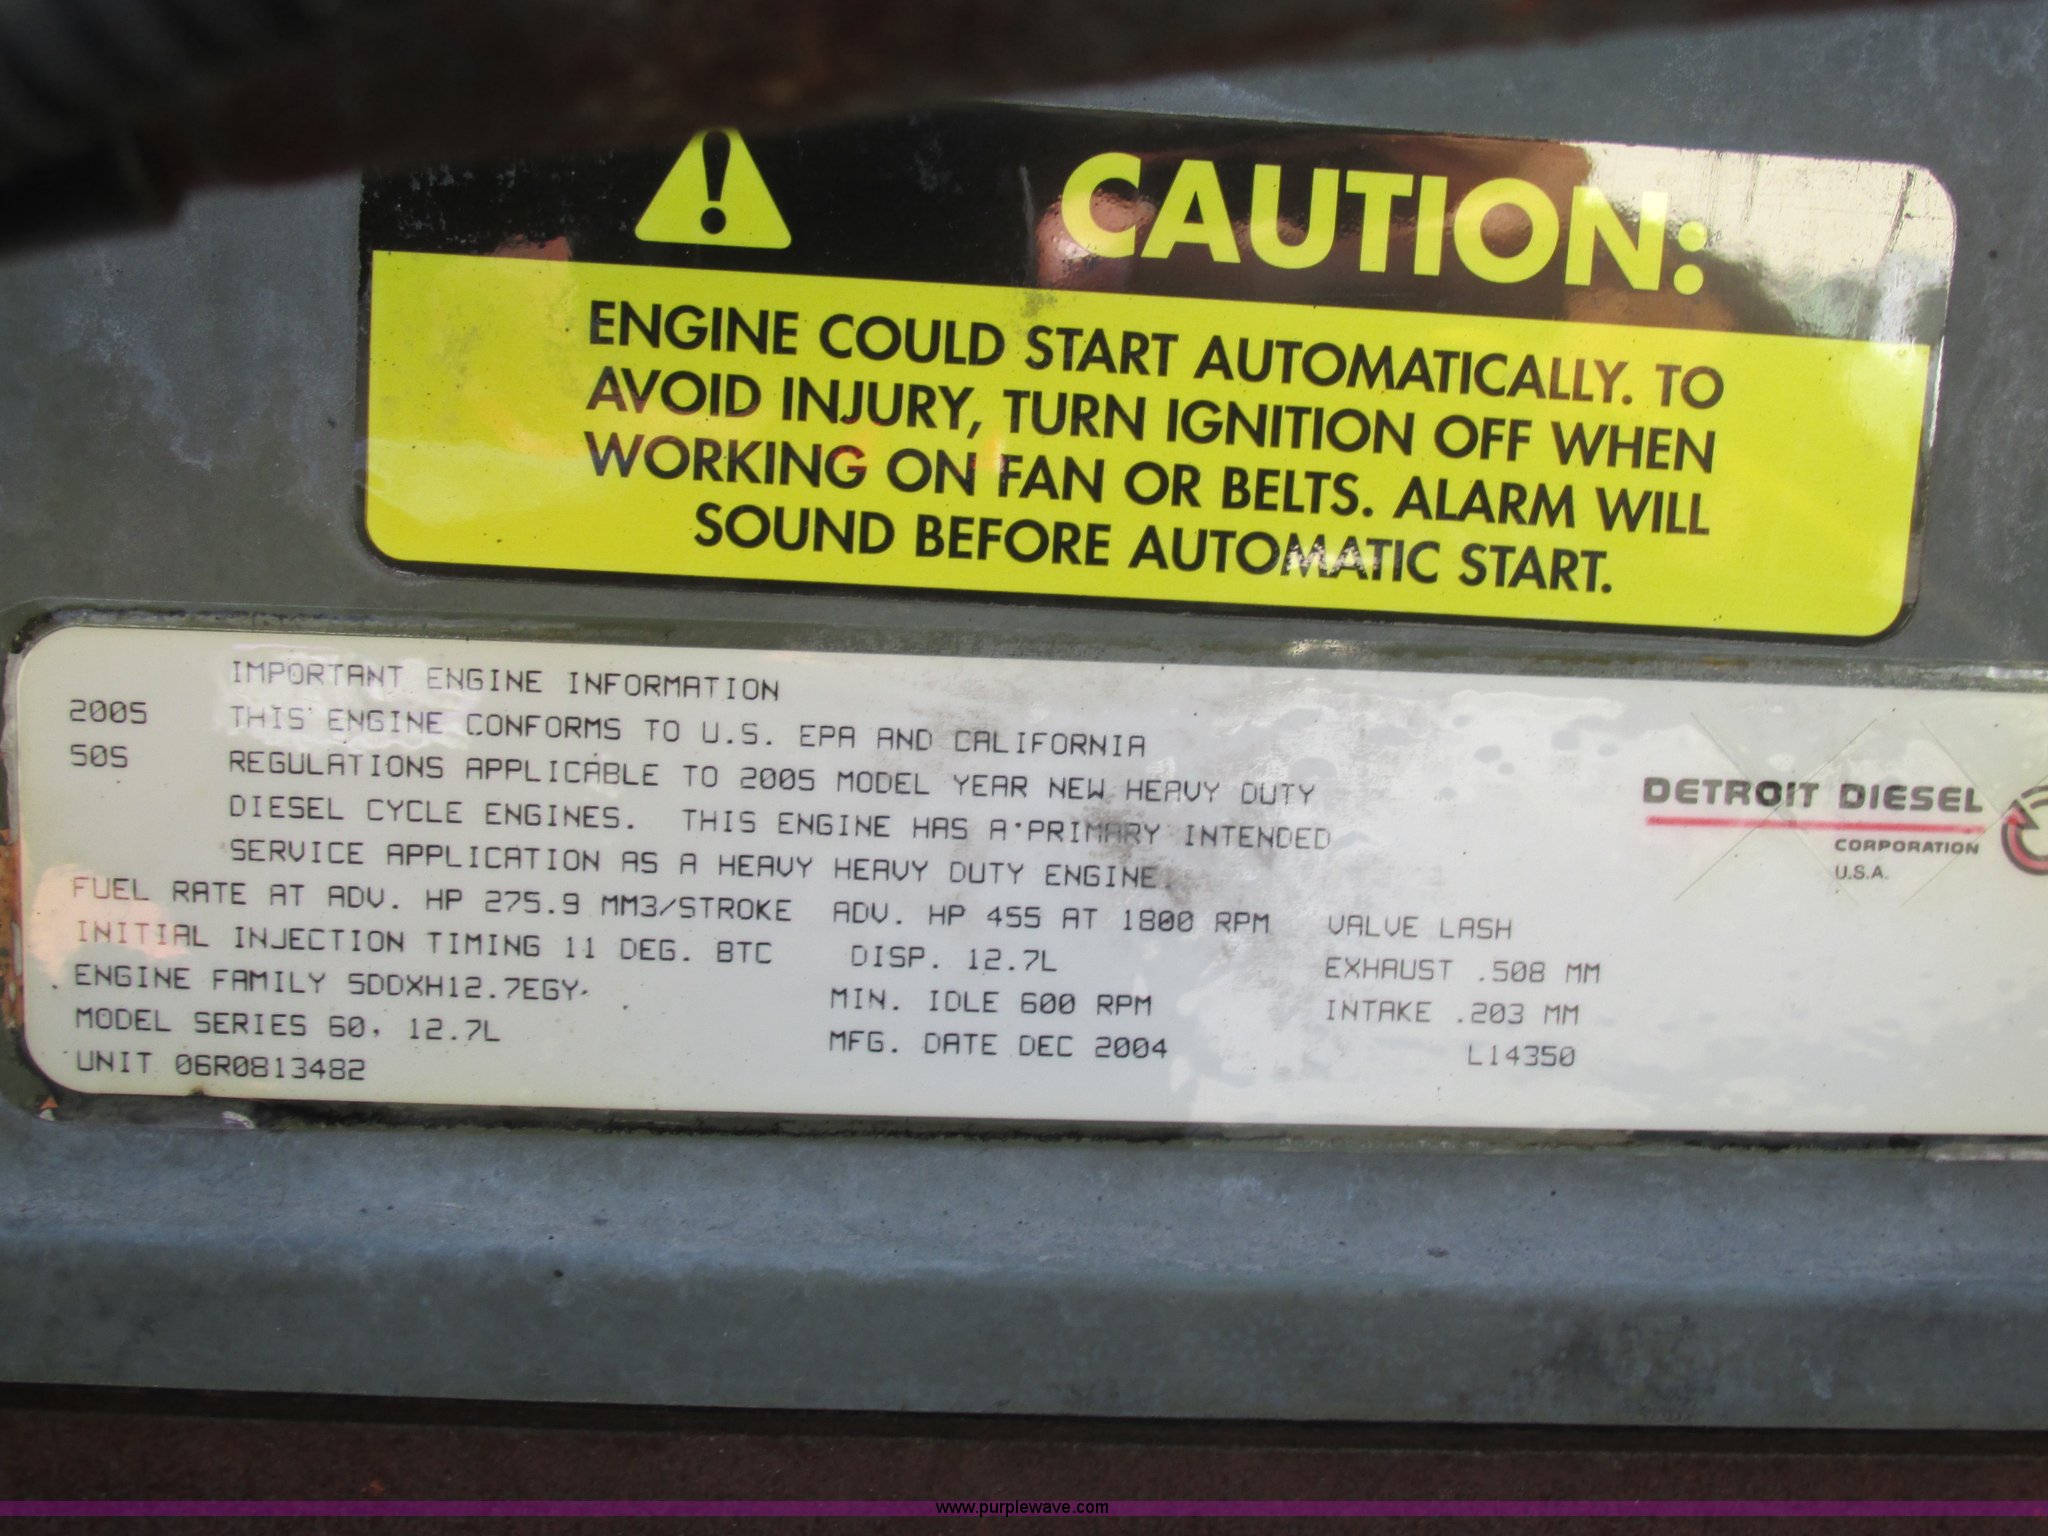 CAUTION:
ENGINE COULD START AUTOMATICALLY. TO
AVOID INJURY, TURN IGNITION OFF WHEN
WORKING ON FAN OR BELTS. ALARM WILL
SOUND BEFORE AUTOMATIC START.
IMPORTANT ENGINE INFORMATION
2005 THIS ENGINE CONFORMS TO U.S. EPA AND CALIFORNIA
50S REGULATIONS APPLICABLE TO 2005 MODEL YEAR NEW HEAVY DUTY
DIESEL CYCLE ENGINES. THIS ENGINE HAS A PRIMARY INTENDED
SERVICE APPLICATION AS A HEAVY HEAVY DUTY ENGINE.
DETROIT DIESEL
CORPORATION
U.S.A.
FUEL RATE AT ADV. HP 275.9 MM3/STROKE ADV. HP 455 AT 1800 RPM VALVE LASH
INITIAL INJECTION TIMING 11 DEG. BTC DISP. 12.7L EXHAUST .508 MM
ENGINE FAMILY 5DDXH12.7EGY MIN. IDLE 600 RPM INTAKE .203 MM
MODEL SERIES 60, 12.7L MFG. DATE DEC 2004 L14350
UNIT 06R0813482
www.purplewave.com